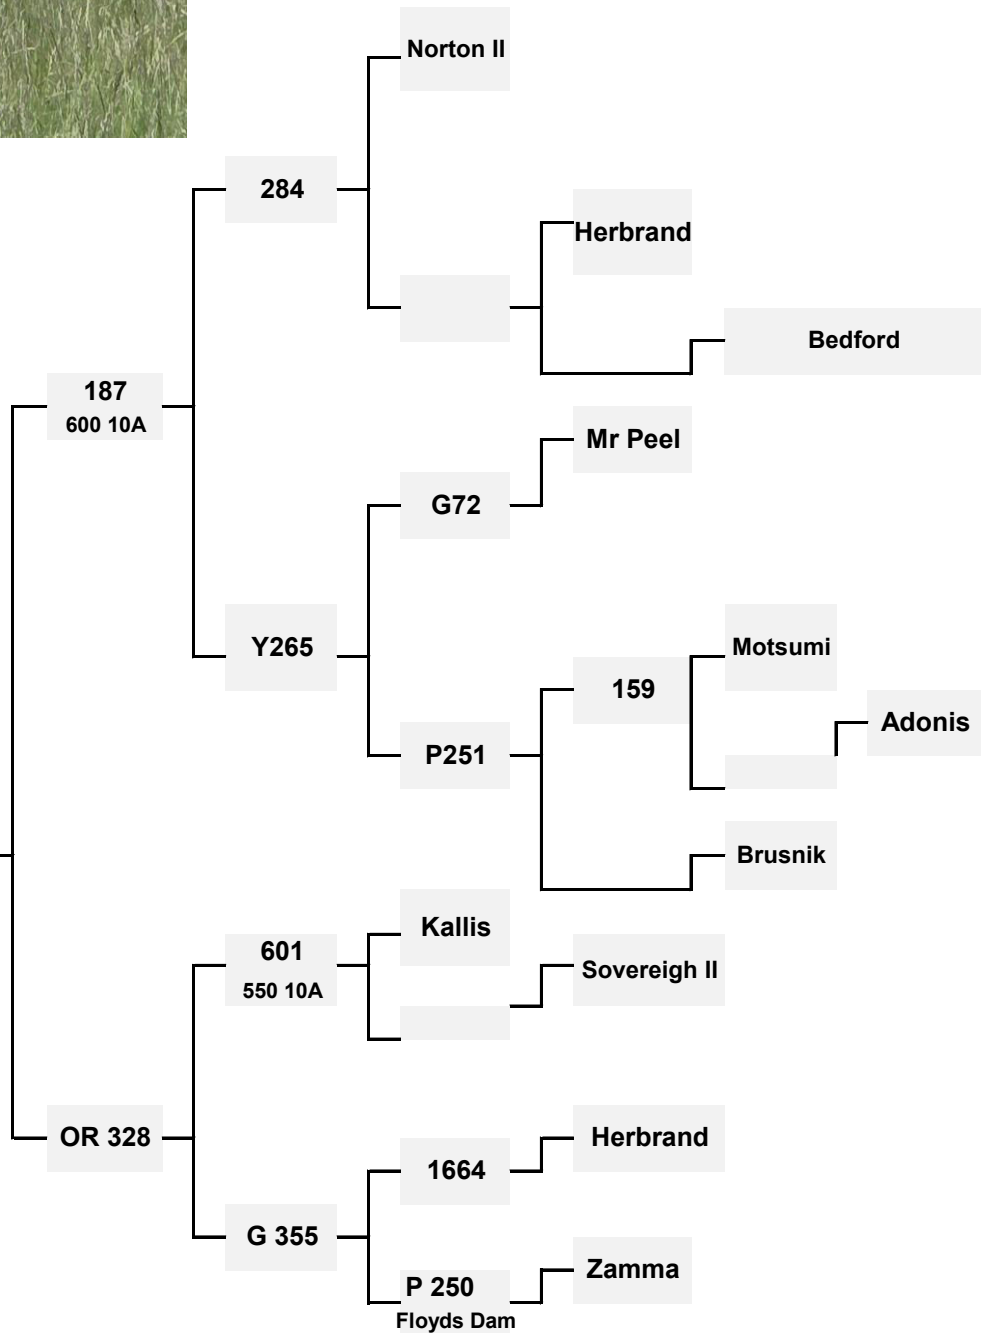 Norton II
284
Herbrand
Bedford
187
600 10A
Mr Peel
G72
Y265
Motsumi
159
Adonis
P251
Brusnik
Kallis
601
550 10A
Sovereigh II
OR 328
Herbrand
1664
G 355
Zamma
P 250
Floyds Dam